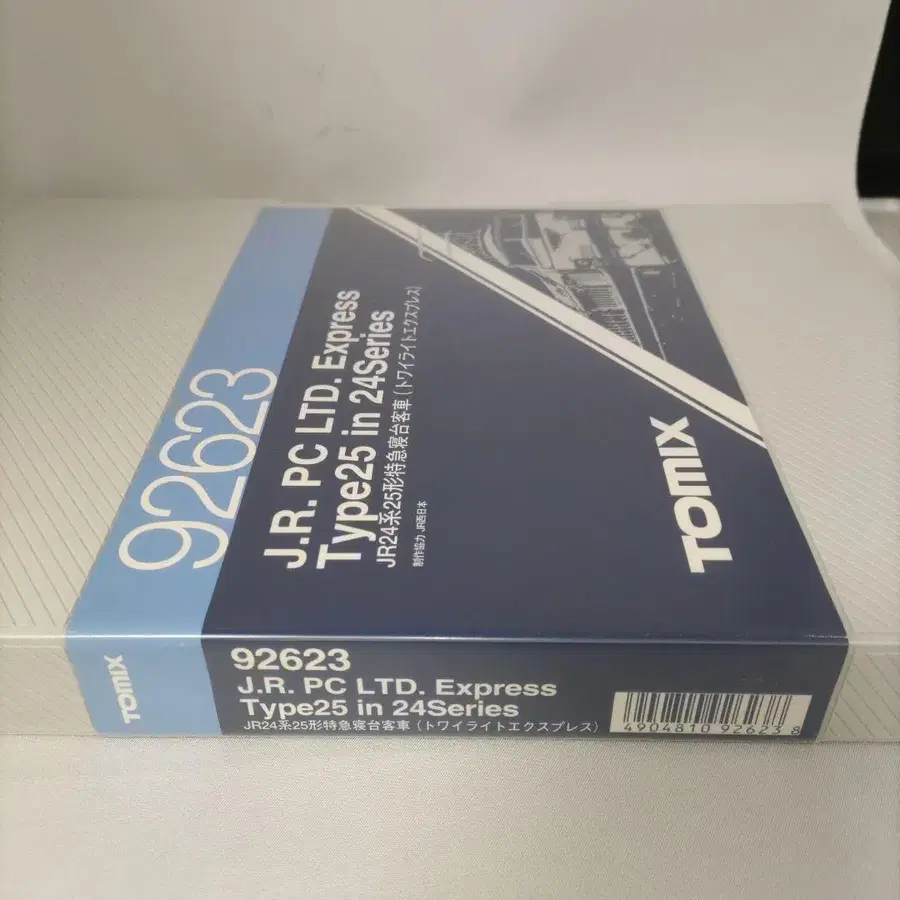 92623
J.R. PC LTD. Express
Type25 in 24Series
JR24系25形特急寝台客車(トワイライトエクスプレス)
制作協力 JR西日本
TOMIX
TOMIX
92623
J.R. PC LTD. Express
Type25 in 24Series
JR24系25形特急寝台客車(トワイライトエクスプレス)
4904810 926238